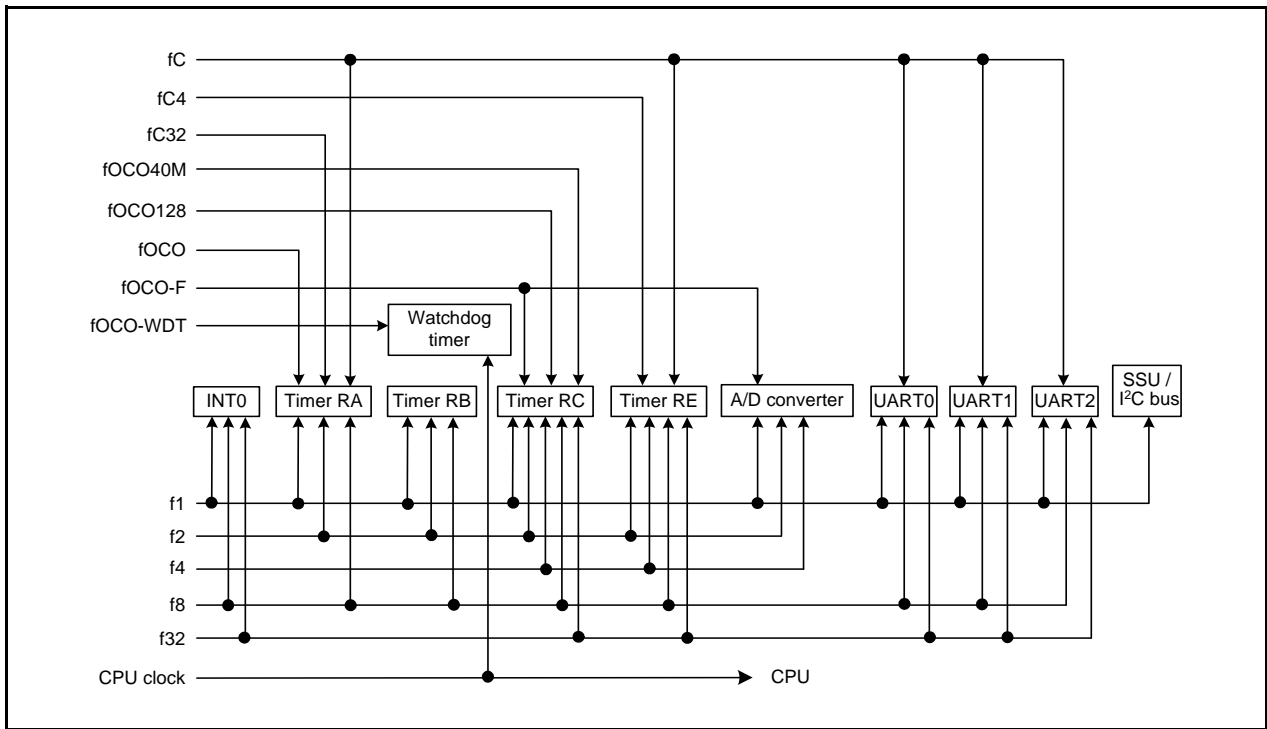 fC
fC4
fC32
fOCO40M
fOCO128
fOCO
fOCO-F
fOCO-WDT
Watchdog
timer
INT0
Timer RA
Timer RB
Timer RC
Timer RE
A/D converter
UART0
UART1
UART2
SSU /
I²C bus
f1
f2
f4
f8
f32
CPU clock
CPU